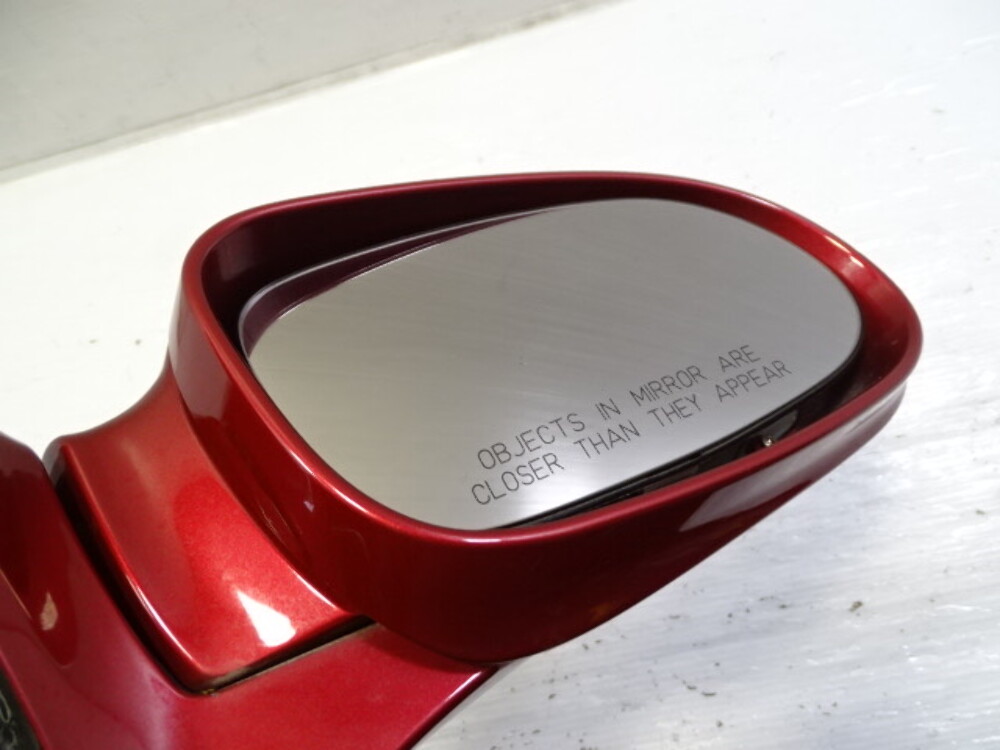 OBJECTS IN MIRROR ARE
CLOSER THAN THEY APPEAR